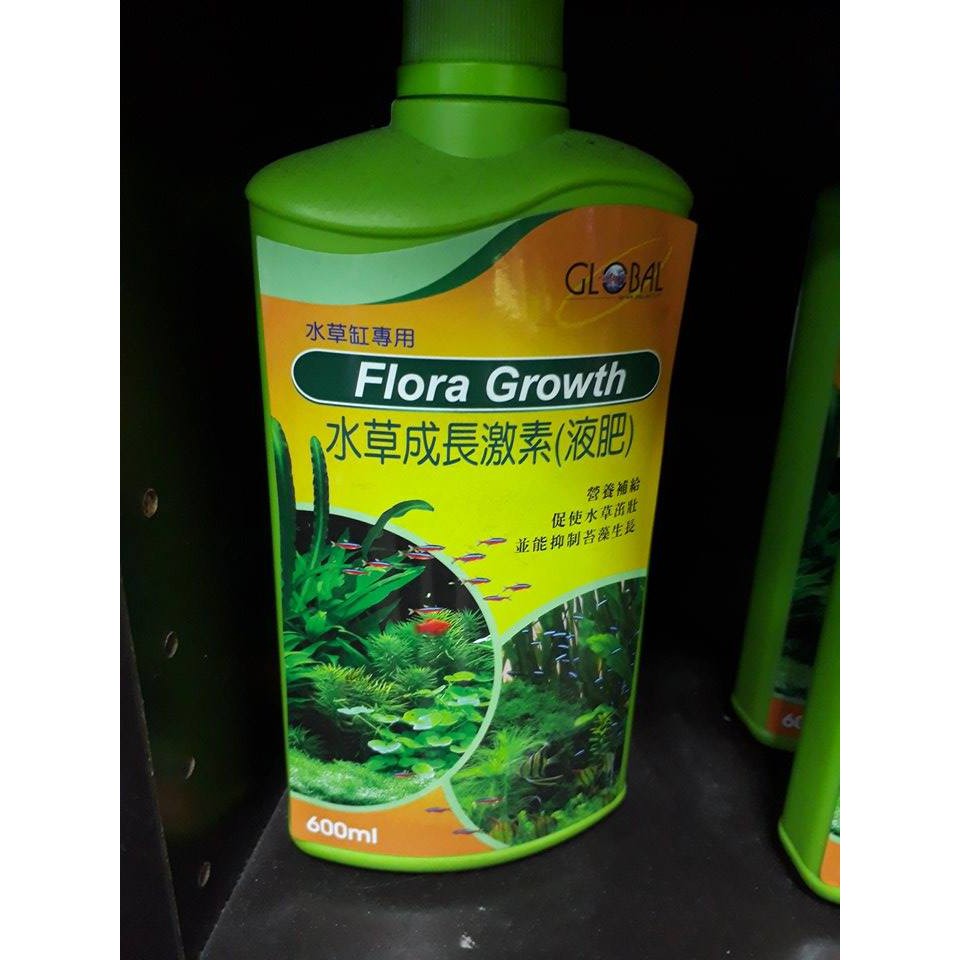 GLOBAL
水草缸專用
Flora Growth
水草成長激素(液肥)
營養補給
促使水草茁壯
並能抑制苔藻生長
600ml
60